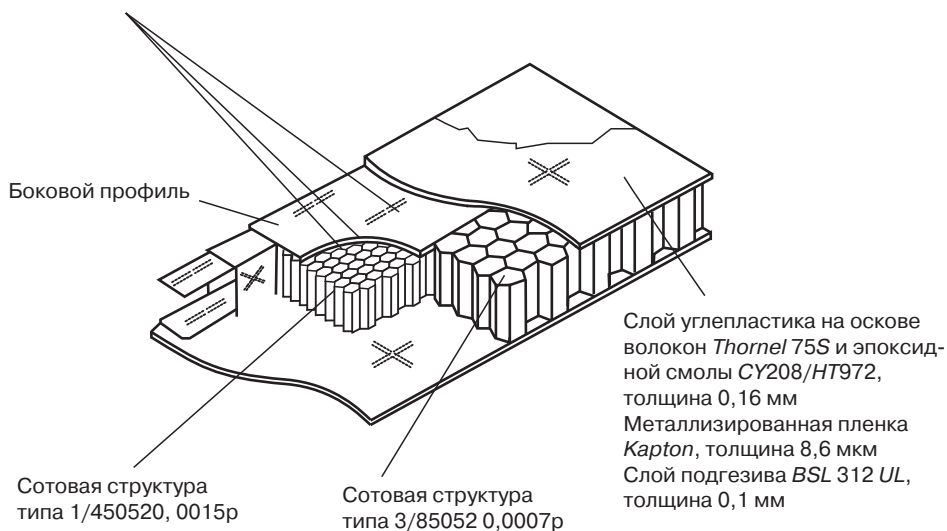 Боковой профиль
Слой углепластика на оскове
волокон Thornel 75S и эпоксид-
ной смолы CY208/HT972,
толщина 0,16 мм
Металлизированная пленка
Kapton, толщина 8,6 мкм
Слой подгезива BSL 312 UL,
толщина 0,1 мм
Сотовая структура
типа 1/450520, 0015р
Сотовая структура
типа 3/85052 0,0007р